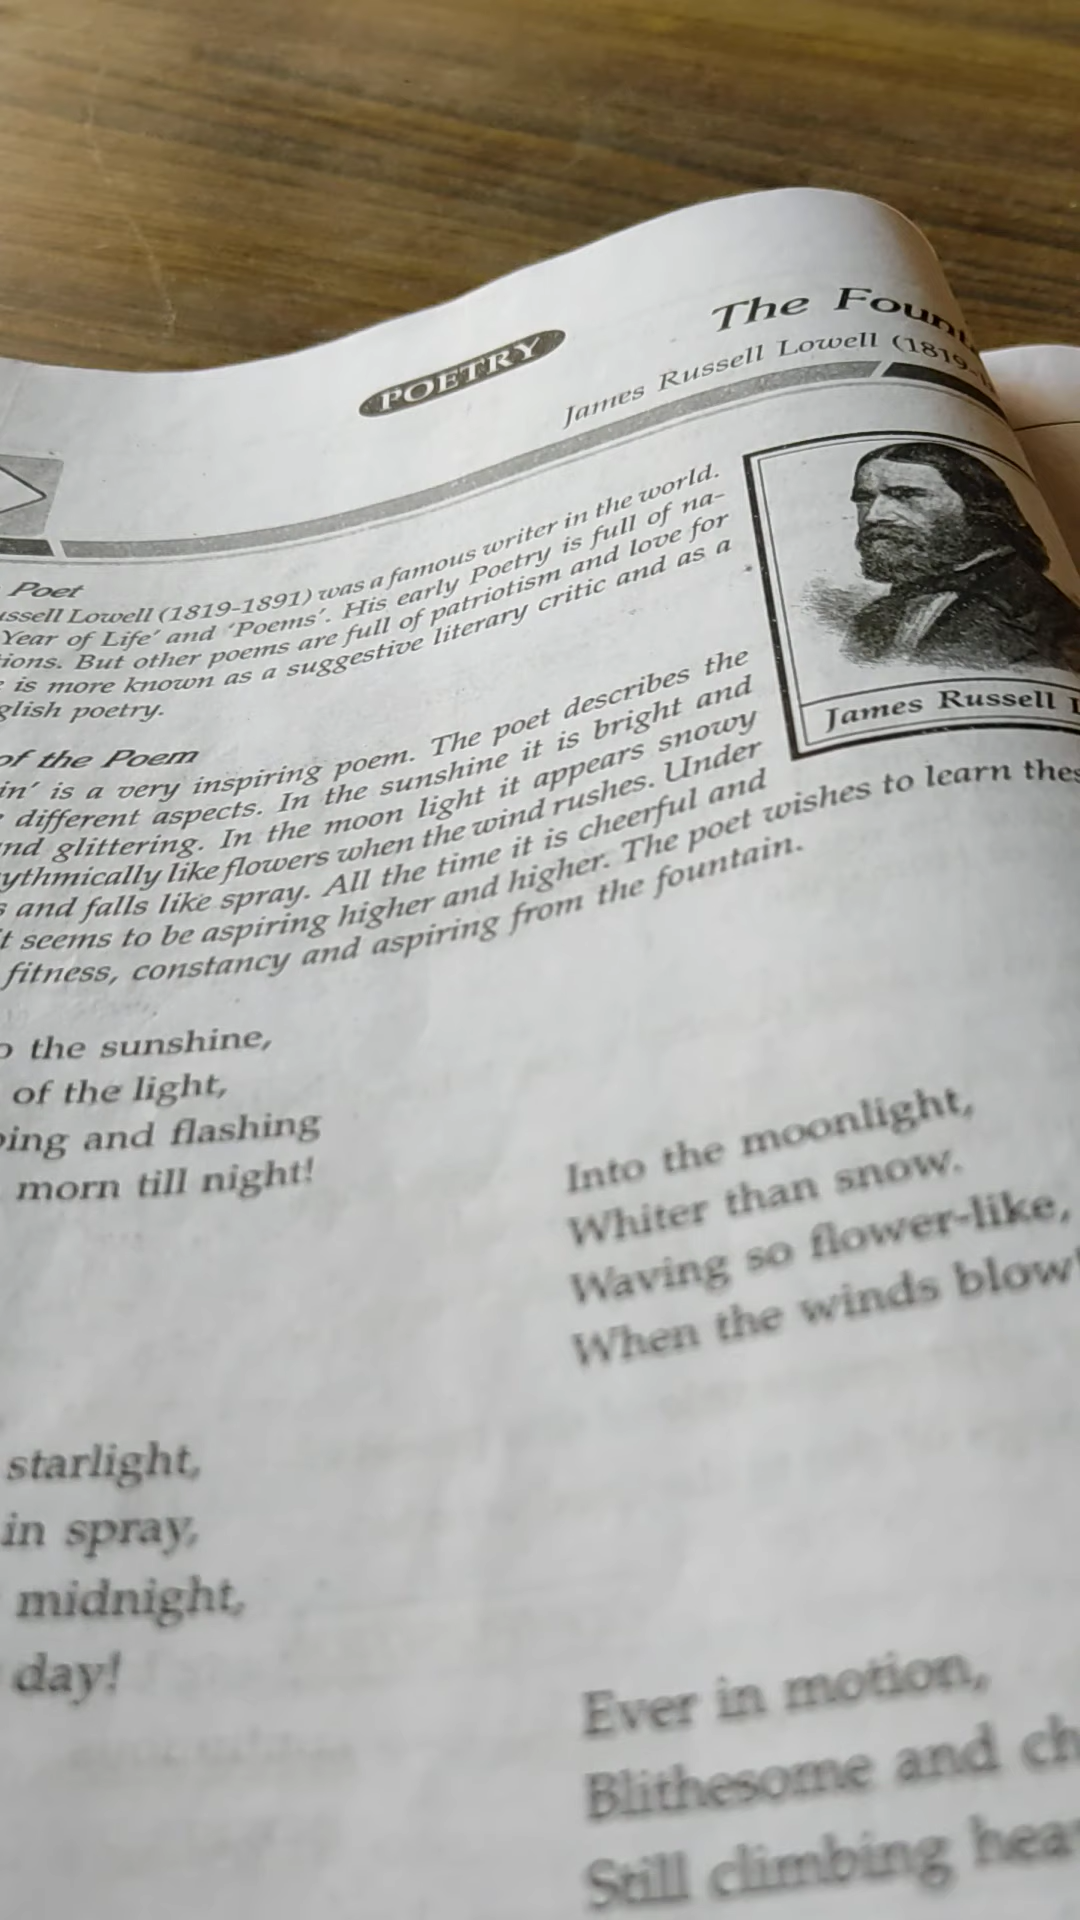 POETRY
The Fount
James Russell Lowell (1819-1
Poet
ussell Lowell (1819-1891) was a famous writer in the world.
Year of Life' and 'Poems'. His early Poetry is full of na-
ions. But other poems are full of patriotism and love for
is more known as a suggestive literary critic and as a
glish poetry.
James Russell L
of the Poem
in' is a very inspiring poem. The poet describes the
different aspects. In the sunshine it is bright and
nd glittering. In the moon light it appears snowy
ythmically like flowers when the wind rushes. Under
s and falls like spray. All the time it is cheerful and
t seems to be aspiring higher and higher. The poet wishes to learn thes
fitness, constancy and aspiring from the fountain.
o the sunshine,
of the light,
ping and flashing
morn till night!
Into the moonlight,
Whiter than snow.
Waving so flower-like,
When the winds blow!
starlight,
in spray,
midnight,
day!
Ever in motion,
Blithesome and ch
Still climbing hea